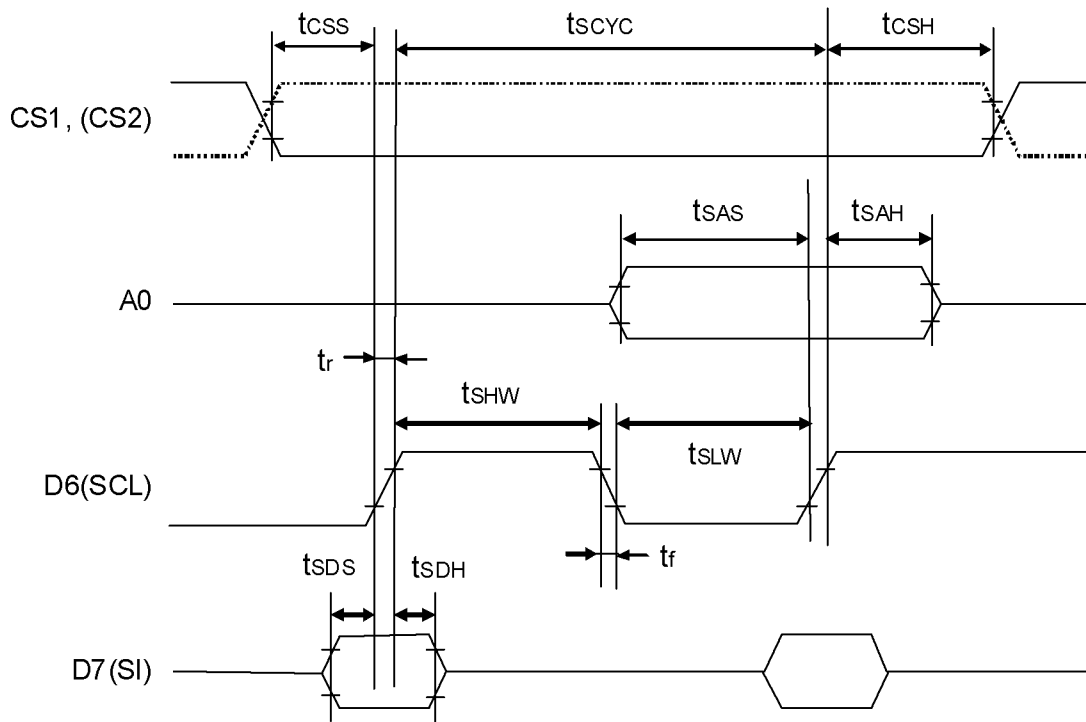 tCSS tSCYC tCSH
CS1, (CS2)
tSAS tSAH
A0
tr
tSHW
tSLW
D6(SCL)
tSDS tSDH tf
D7(SI)